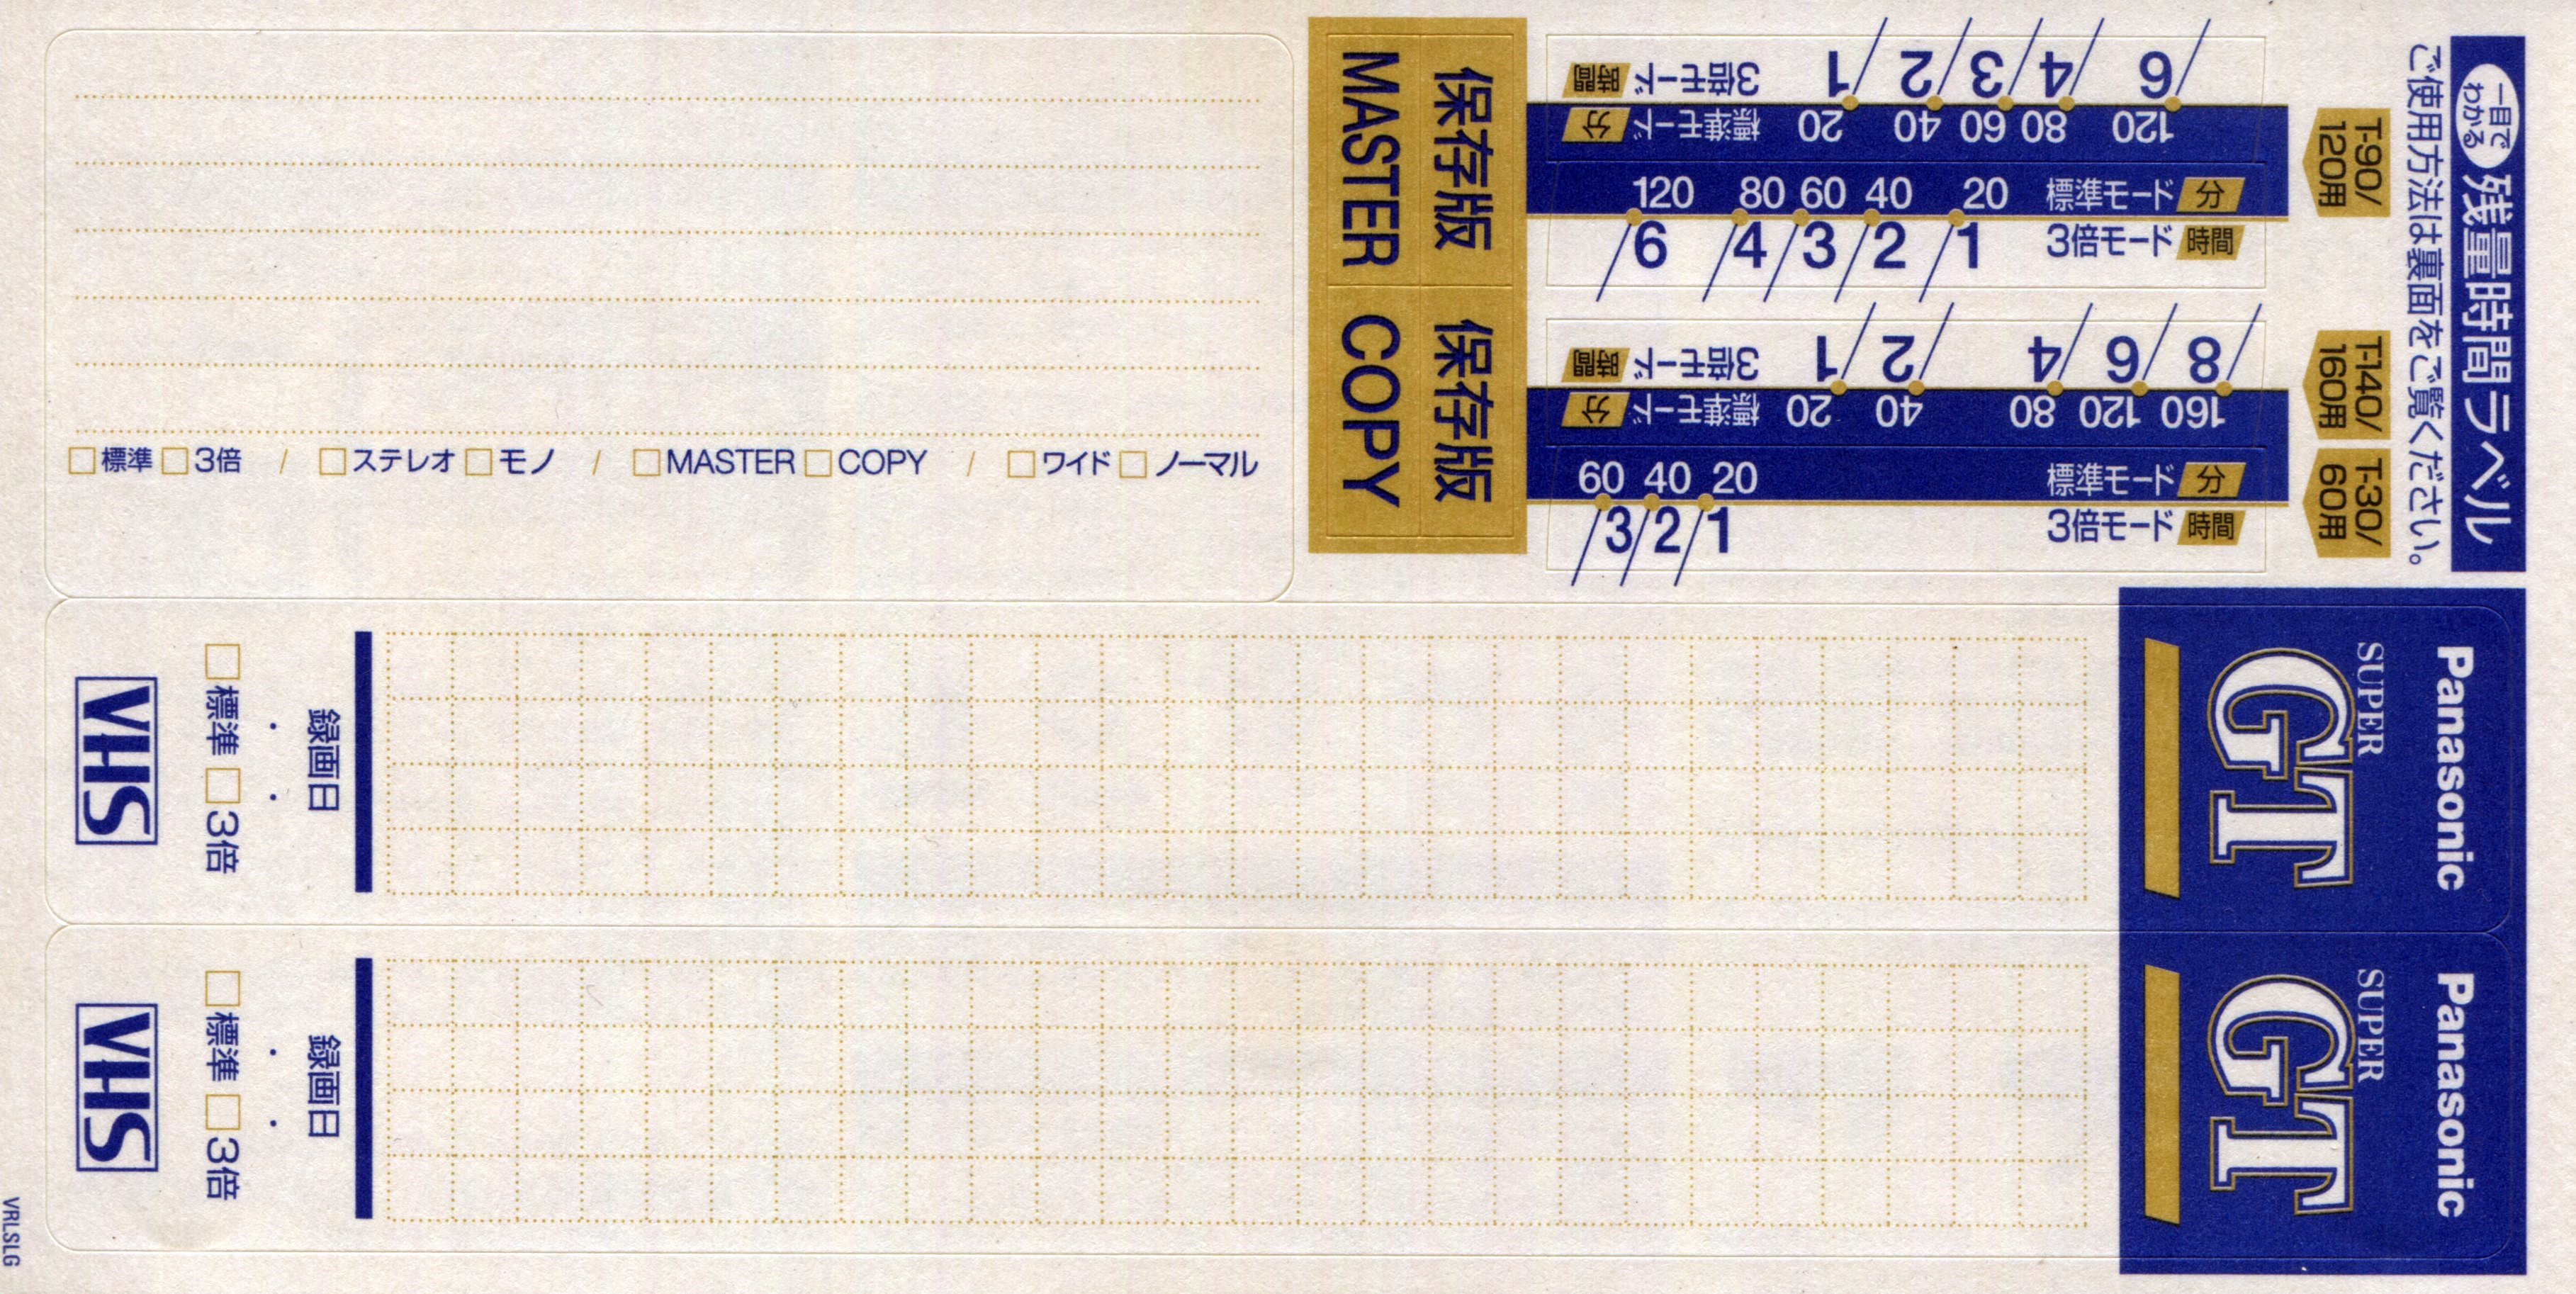 一目でわかる 残量時間ラベル
ご使用方法は裏面をご覧ください。
T-90/
120用
T-140/
160用
T-30/
60用
時間 3倍モード 1 2 3 4 6
分 標準モード 20 40 60 80 120
120 80 60 40 20 標準モード 分
6 4 3 2 1 3倍モード 時間
時間 3倍モード 1 2 4 6 8
分 標準モード 20 40 80 120 160
60 40 20 標準モード 分
3 2 1 3倍モード 時間
保存版 保存版
MASTER COPY
□標準 □3倍 / □ステレオ □モノ / □MASTER □COPY / □ワイド □ノーマル
Panasonic
SUPER
GT
録画日
・ ・
□標準 □3倍
VHS
Panasonic
SUPER
GT
録画日
・ ・
□標準 □3倍
VHS
VRLSLG